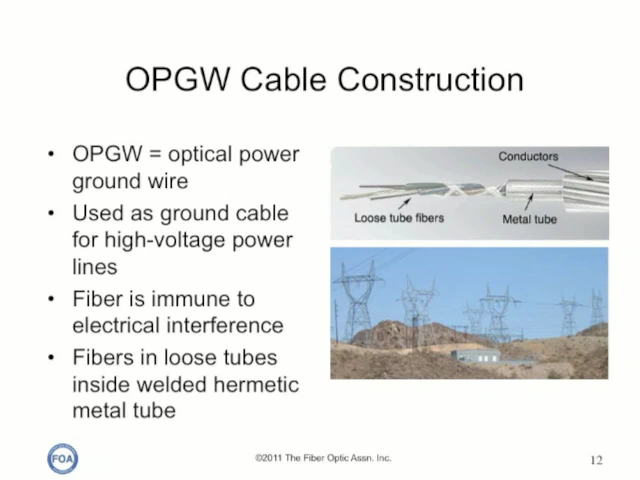 OPGW Cable Construction
• OPGW = optical power
ground wire
• Used as ground cable
for high-voltage power
lines
• Fiber is immune to
electrical interference
• Fibers in loose tubes
inside welded hermetic
metal tube
Conductors
Loose tube fibers
Metal tube
FOA
©2011 The Fiber Optic Assn. Inc.
12